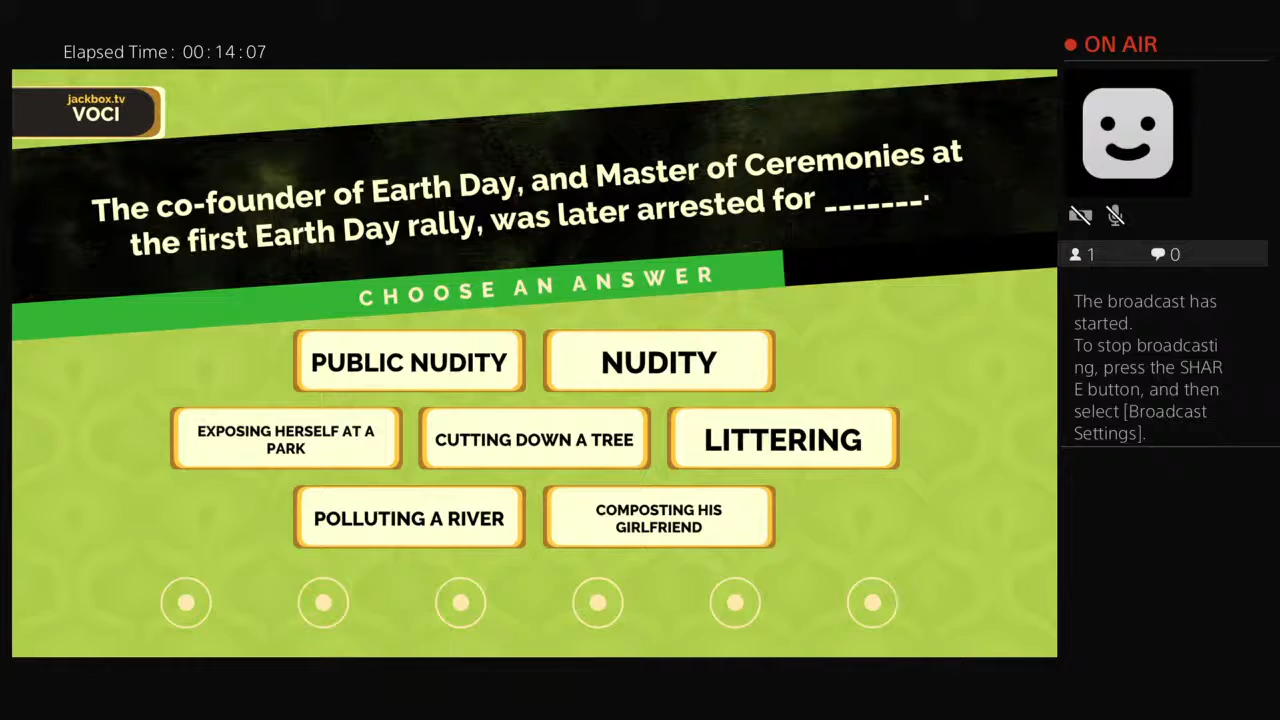 Elapsed Time: 00:14:07
ON AIR
jackbox.tv
VOCI
The co-founder of Earth Day, and Master of Ceremonies at
the first Earth Day rally, was later arrested for _______.
CHOOSE AN ANSWER
PUBLIC NUDITY
NUDITY
EXPOSING HERSELF AT A
PARK
CUTTING DOWN A TREE
LITTERING
POLLUTING A RIVER
COMPOSTING HIS
GIRLFRIEND
1
0
The broadcast has
started.
To stop broadcasti
ng, press the SHAR
E button, and then
select [Broadcast
Settings].